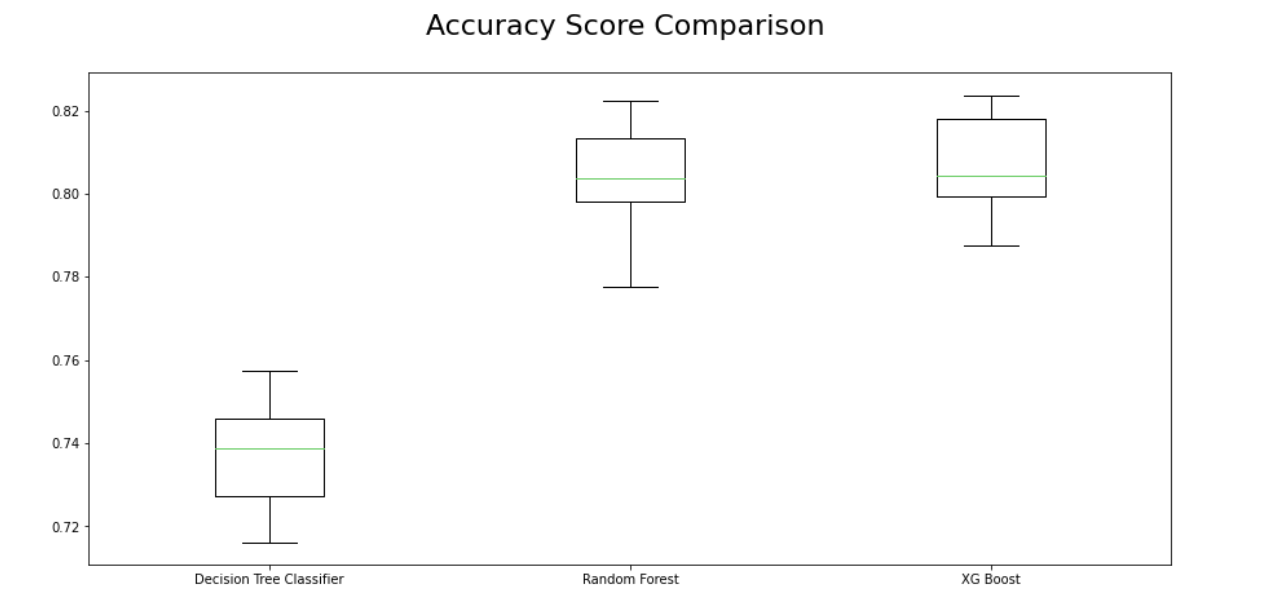 Accuracy Score Comparison
0.82
0.80
0.78
0.76
0.74
0.72
Decision Tree Classifier
Random Forest
XG Boost